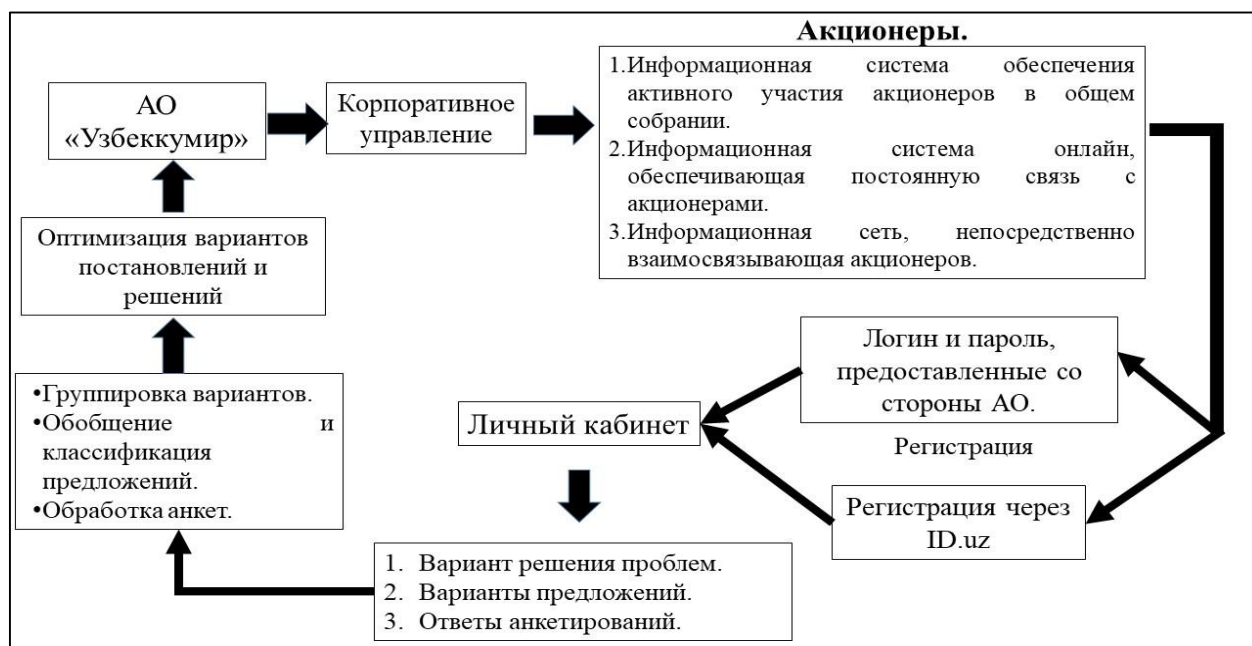 Акционеры.
АО
«Узбеккумир»
Корпоративное
управление
1.Информационная система обеспечения
активного участия акционеров в общем
собрании.
2.Информационная система онлайн,
обеспечивающая постоянную связь с
акционерами.
3.Информационная сеть, непосредственно
взаимосвязывающая акционеров.
Оптимизация вариантов
постановлений и
решений
Логин и пароль,
предоставленные со
стороны АО.
Регистрация
Регистрация через
ID.uz
Личный кабинет
•Группировка вариантов.
•Обобщение и
классификация
предложений.
•Обработка анкет.
1. Вариант решения проблем.
2. Варианты предложений.
3. Ответы анкетирований.